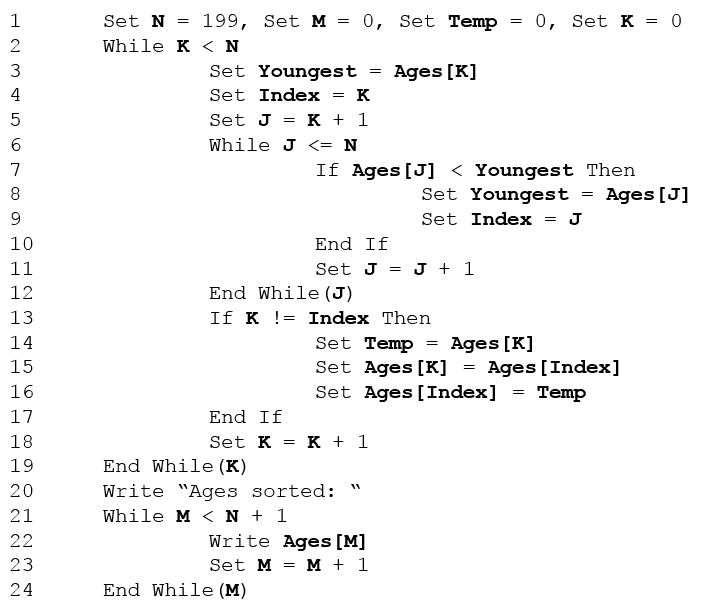 1 Set N = 199, Set M = 0, Set Temp = 0, Set K = 0
2 While K < N
3 Set Youngest = Ages[K]
4 Set Index = K
5 Set J = K + 1
6 While J <= N
7 If Ages[J] < Youngest Then
8 Set Youngest = Ages[J]
9 Set Index = J
10 End If
11 Set J = J + 1
12 End While(J)
13 If K != Index Then
14 Set Temp = Ages[K]
15 Set Ages[K] = Ages[Index]
16 Set Ages[Index] = Temp
17 End If
18 Set K = K + 1
19 End While(K)
20 Write “Ages sorted: “
21 While M < N + 1
22 Write Ages[M]
23 Set M = M + 1
24 End While(M)